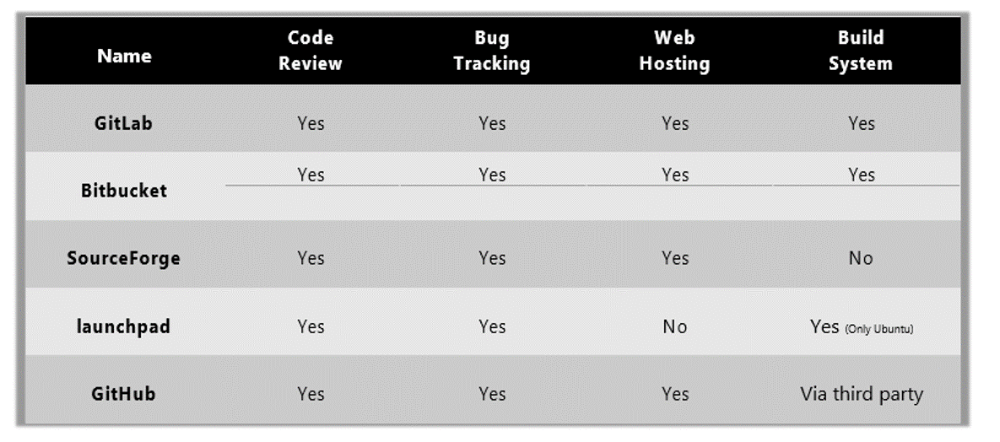 Name Code Review Bug Tracking Web Hosting Build System
GitLab Yes Yes Yes Yes
Bitbucket Yes Yes Yes Yes
SourceForge Yes Yes Yes No
launchpad Yes Yes No Yes (Only Ubuntu)
GitHub Yes Yes Yes Via third party